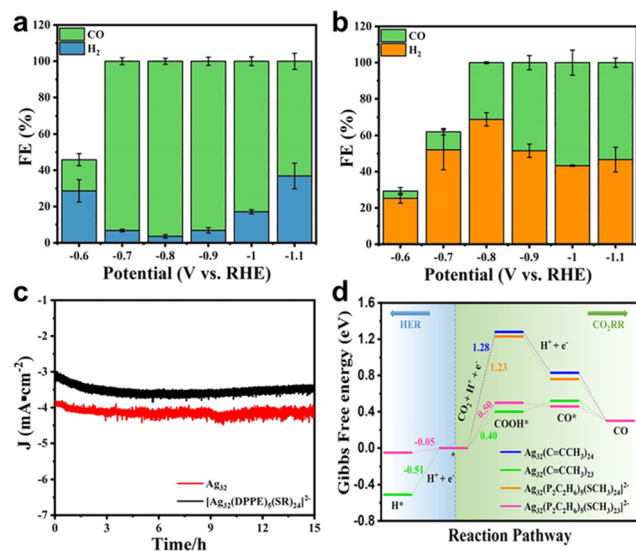 a
CO
H₂
FE (%)
120
100
80
60
40
20
0
-0.6 -0.7 -0.8 -0.9 -1 -1.1
Potential (V vs. RHE)
b
CO
H₂
FE (%)
120
100
80
60
40
20
0
-0.6 -0.7 -0.8 -0.9 -1 -1.1
Potential (V vs. RHE)
c
J (mA•cm⁻²)
-1
-2
-3
-4
-5
-6
-7
Ag₃₂
[Ag₃₂(DPPE)₅(SR)₂₄]²⁻
0 5 10 15
Time/h
d
Gibbs Free energy (eV)
1.6
1.2
0.8
0.4
0.0
-0.4
-0.8
HER
CO₂RR
1.28
1.23
H⁺ + e⁻
CO₂ + H⁺ + e⁻
0.50
0.40
COOH*
CO*
CO
-0.05
*
-0.51
H⁺ + e⁻
H*
Ag₃₂(C≡CCH₃)₂₄
Ag₃₂(C≡CCH₃)₂₃
Ag₃₂(P₂C₂H₆)₅(SCH₃)₂₄]²⁻
Ag₃₂(P₂C₂H₆)₅(SCH₃)₂₃]²⁻
Reaction Pathway